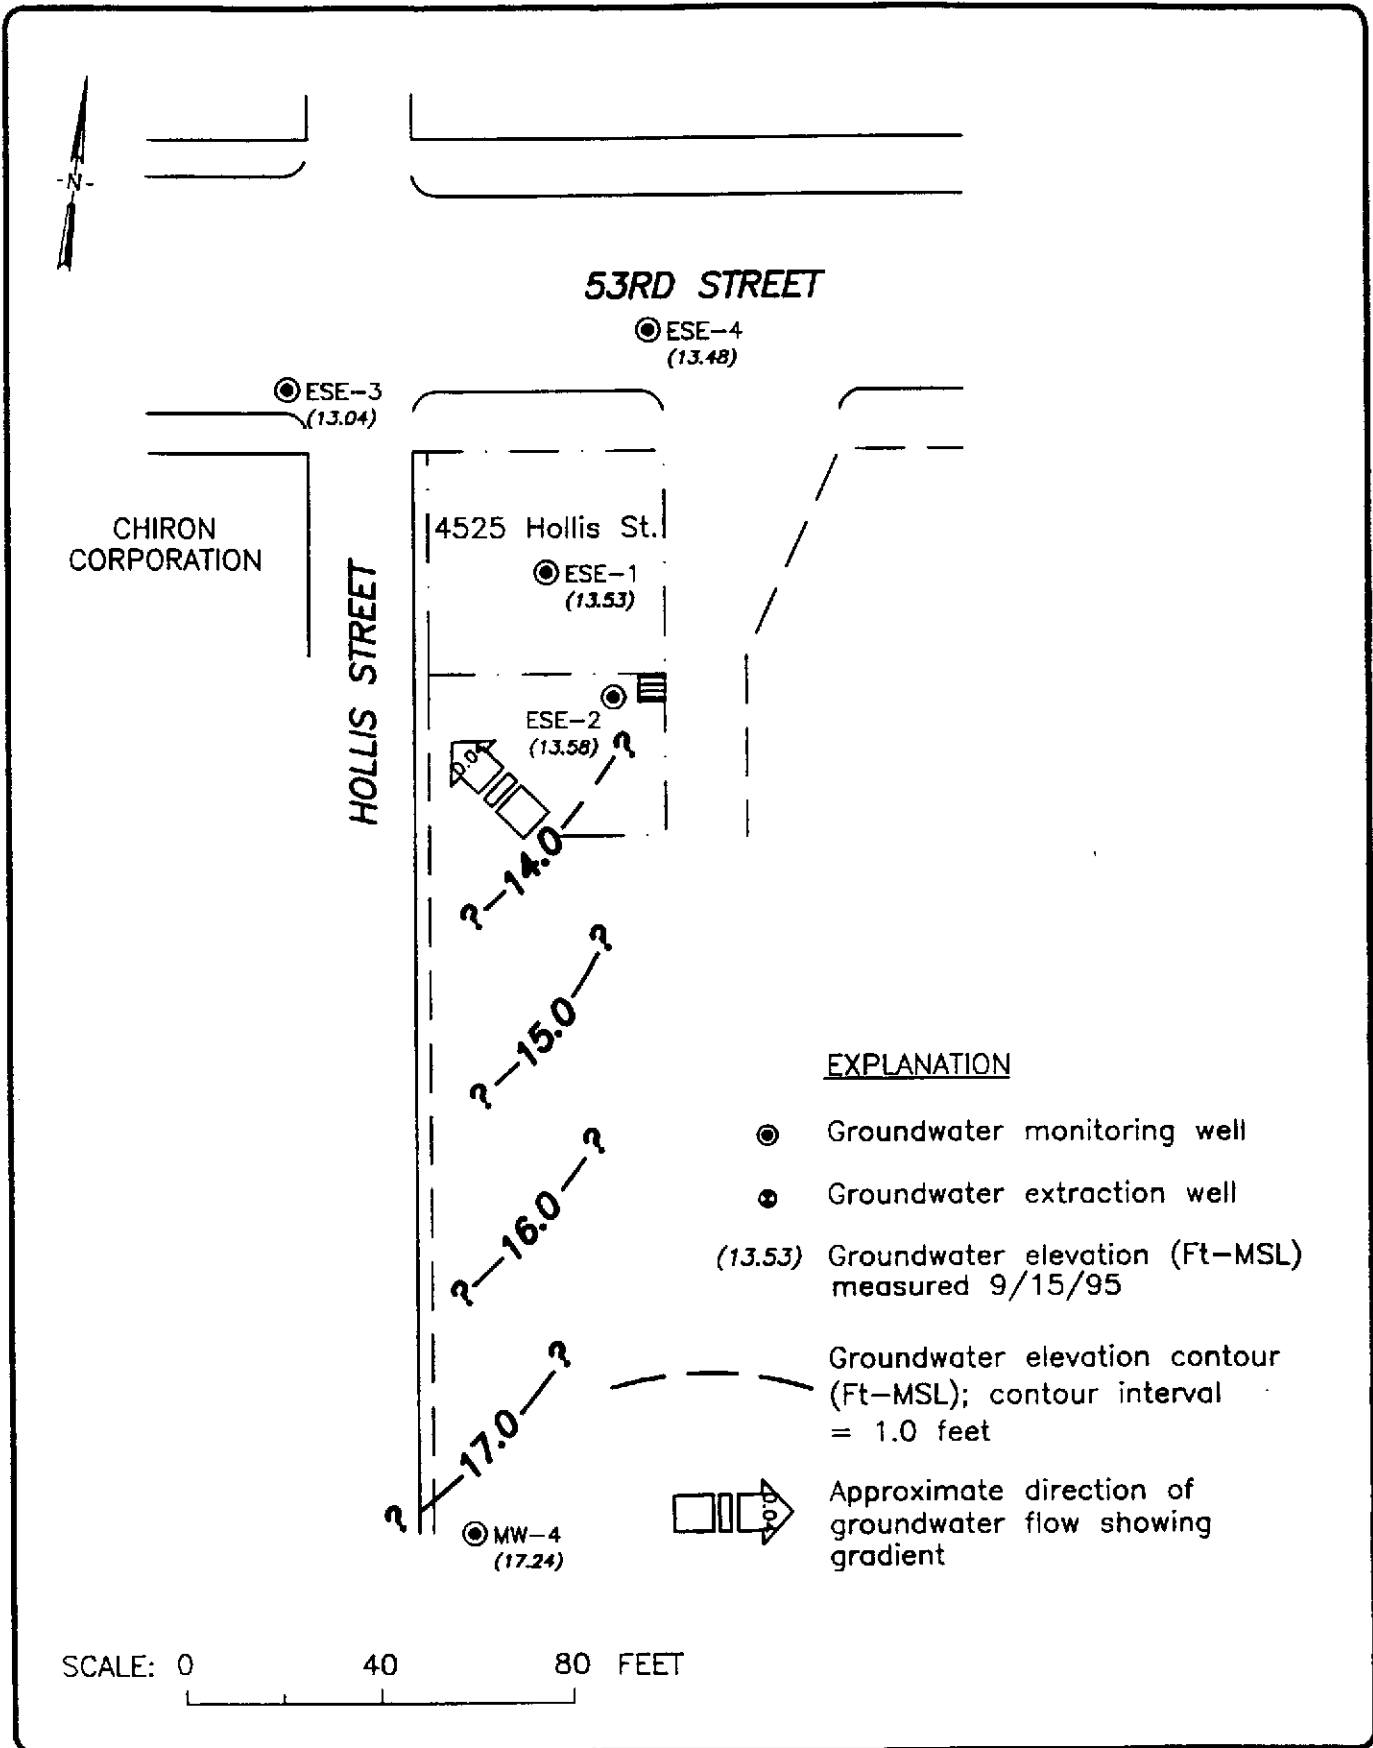 -N-
53RD STREET
ESE-4
(13.48)
ESE-3
(13.04)
CHIRON
CORPORATION
4525 Hollis St.
ESE-1
(13.53)
HOLLIS STREET
ESE-2
(13.58)
?
0.04
14.0
?
?
15.0
?
?
16.0
?
?
17.0
?
MW-4
(17.24)
EXPLANATION
Groundwater monitoring well
Groundwater extraction well
(13.53) Groundwater elevation (Ft-MSL)
measured 9/15/95
Groundwater elevation contour
(Ft-MSL); contour interval
= 1.0 feet
0.04
Approximate direction of
groundwater flow showing
gradient
SCALE: 0 40 80 FEET